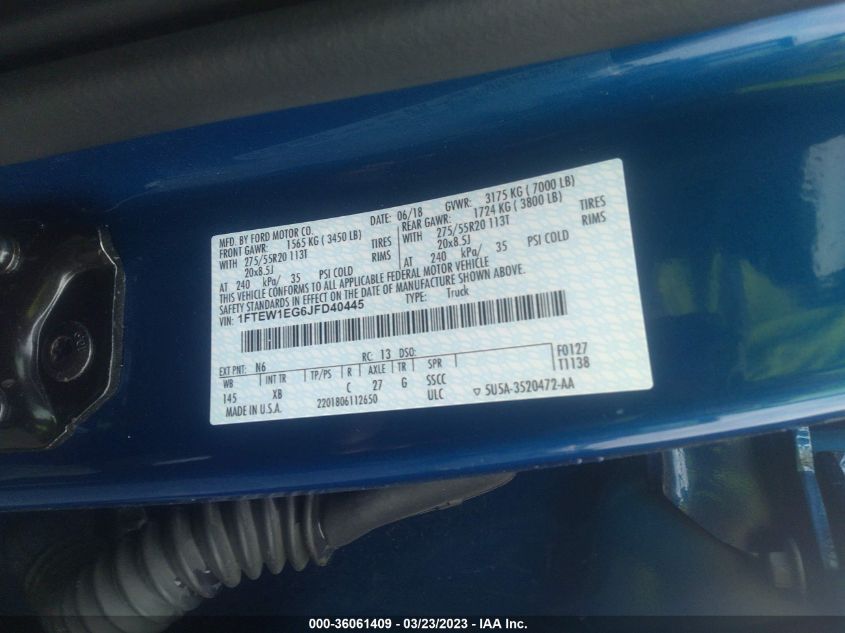 MFD. BY FORD MOTOR CO.
DATE: 06/18 GVWR: 3175 KG ( 7000 LB)
FRONT GAWR: 1565 KG ( 3450 LB)
REAR GAWR: 1724 KG ( 3800 LB)
WITH 275/55R20 113T TIRES
WITH 275/55R20 113T TIRES
20x8.5J RIMS
20x8.5J RIMS
AT 240 kPa/ 35 PSI COLD
AT 240 kPa/ 35 PSI COLD
THIS VEHICLE CONFORMS TO ALL APPLICABLE FEDERAL MOTOR VEHICLE
SAFETY STANDARDS IN EFFECT ON THE DATE OF MANUFACTURE SHOWN ABOVE.
VIN: 1FTEW1EG6JFD40445 TYPE: Truck
EXT PNT: N6 RC: 13 DSO: F0127
WB INT TR TP/PS R AXLE TR SPR T1138
145 XB C 27 G SSCC
MADE IN U.S.A. 2201806112650 ULC 5U5A-3520472-AA
000-36061409 - 03/23/2023 - IAA Inc.